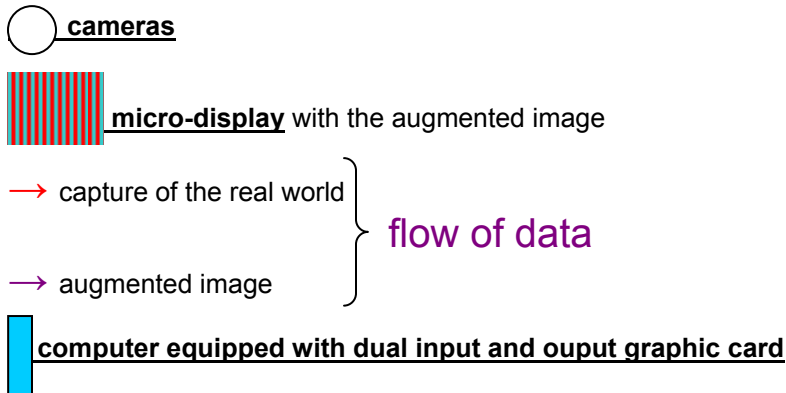 cameras
micro-display with the augmented image
→ capture of the real world
flow of data
→ augmented image
computer equipped with dual input and ouput graphic card